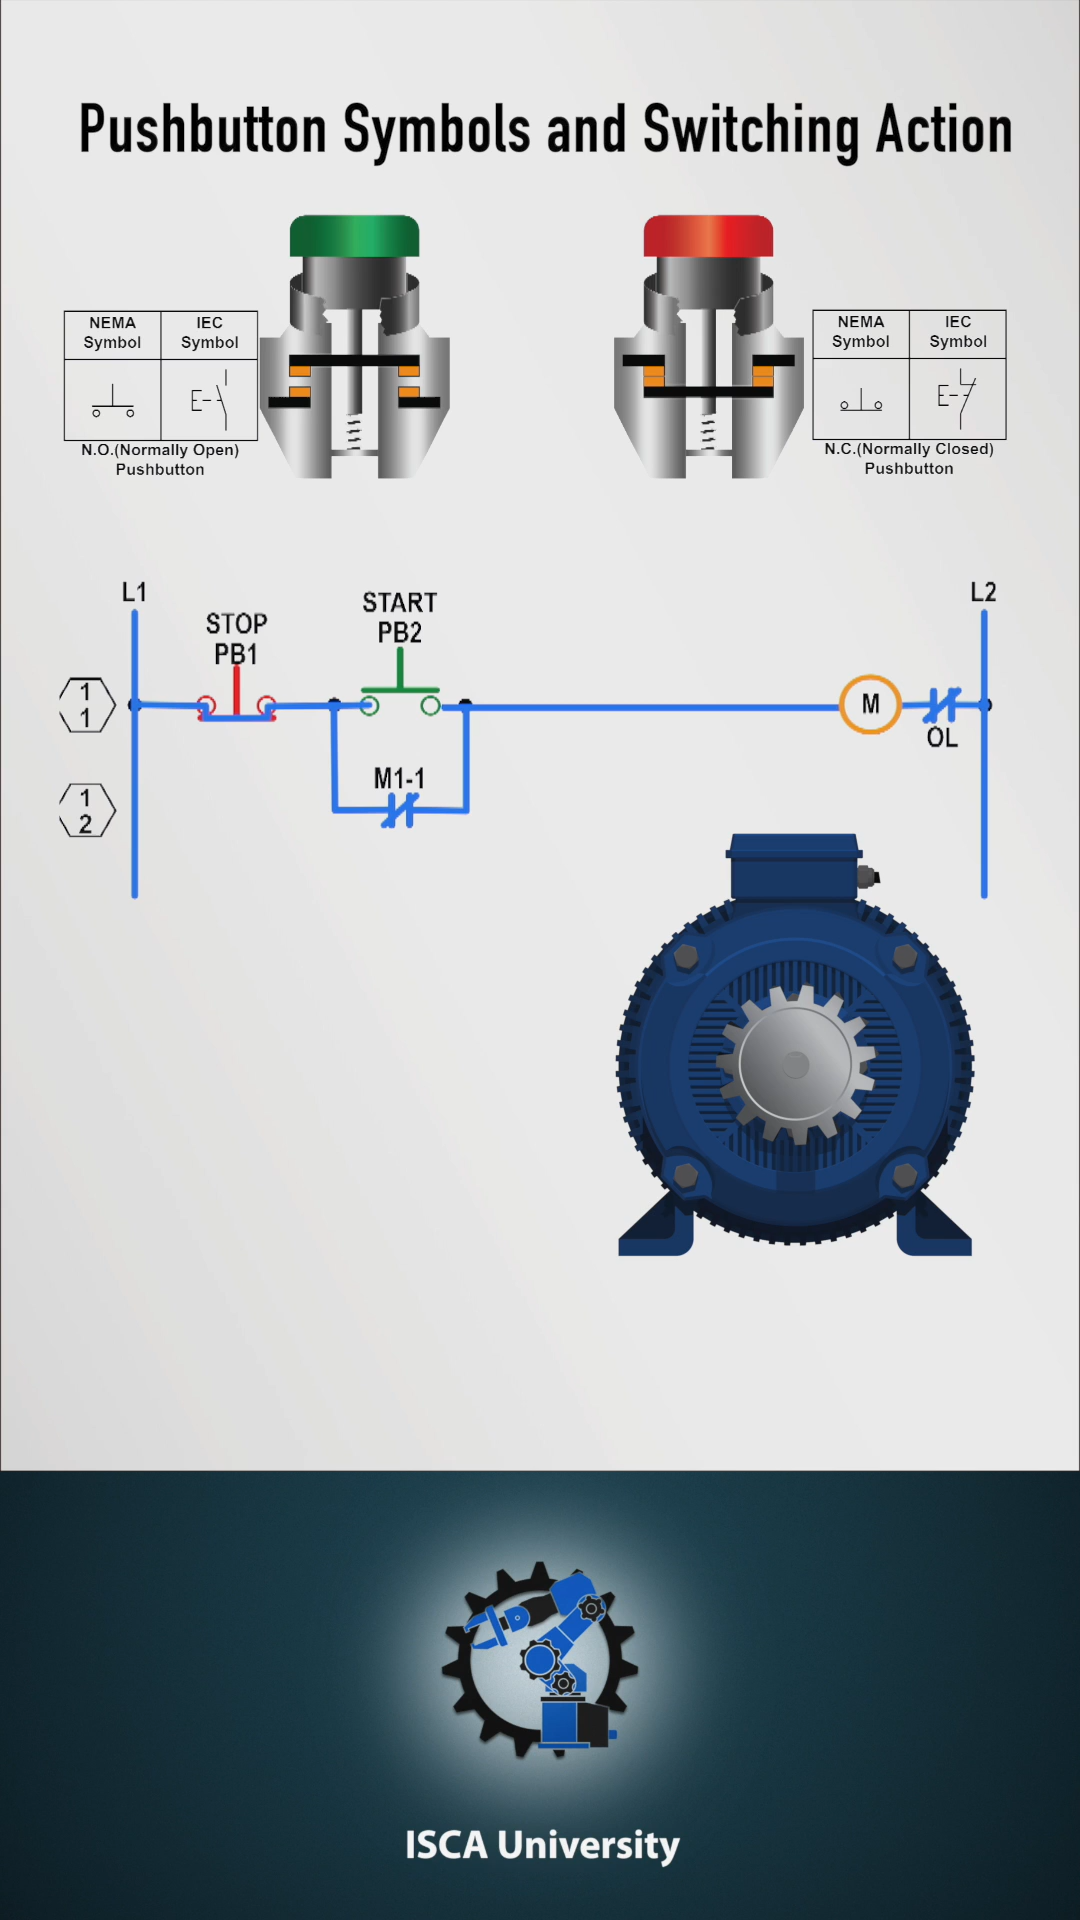 Pushbutton Symbols and Switching Action
NEMA Symbol
IEC Symbol
E
N.O.(Normally Open)
Pushbutton
NEMA Symbol
IEC Symbol
E
N.C.(Normally Closed)
Pushbutton
L1
L2
STOP
PB1
START
PB2
1
1
M
OL
M1-1
1
2
ISCA University